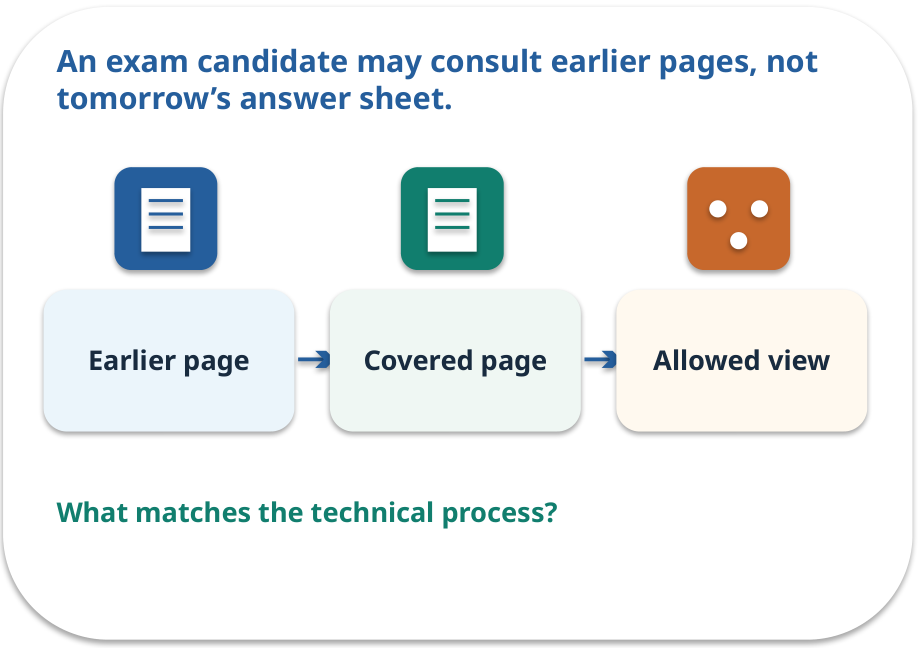 An exam candidate may consult earlier pages, not
tomorrow’s answer sheet.
Earlier page
Covered page
Allowed view
What matches the technical process?